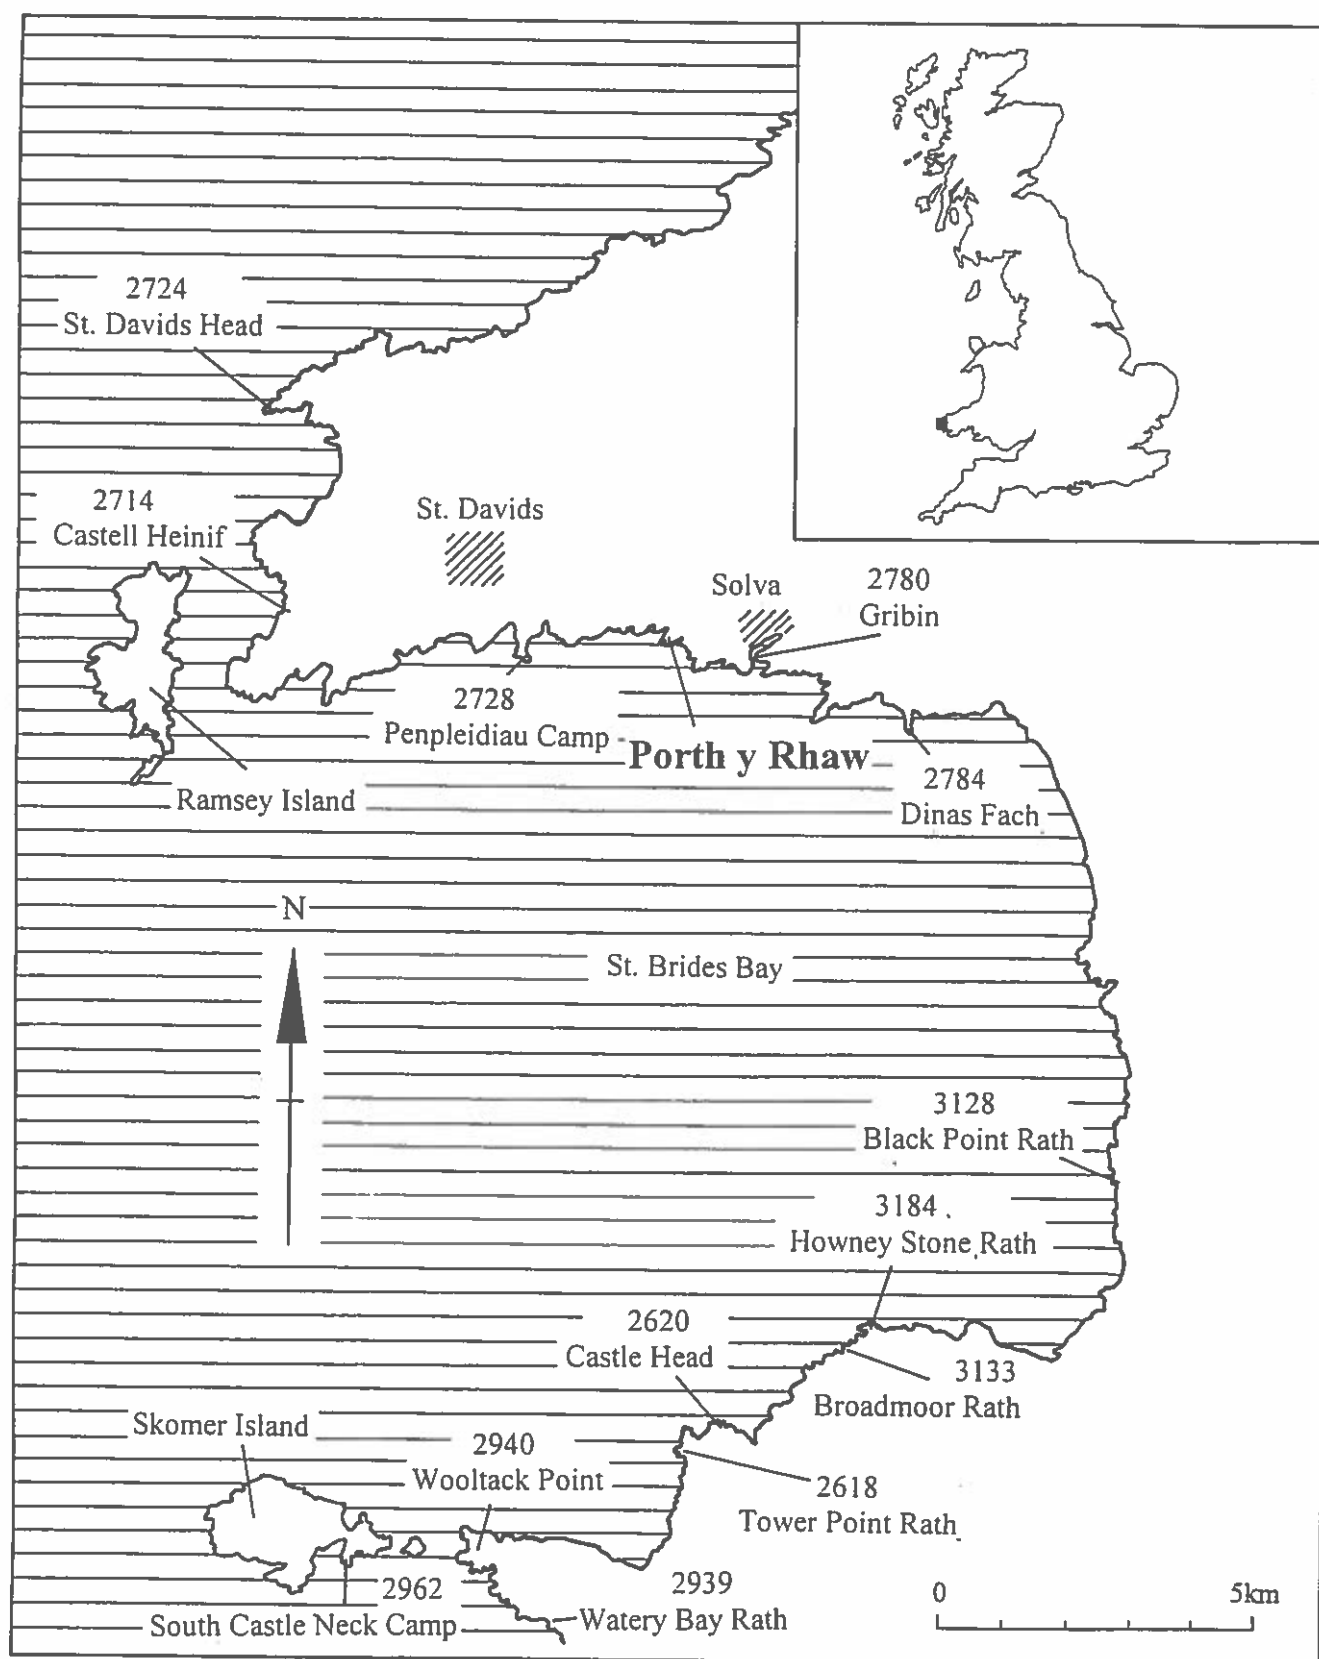 2724
St. Davids Head
2714
Castell Heinif
St. Davids
Solva
2780
Gribin
2728
Penpleidiau Camp
Porth y Rhaw
2784
Dinas Fach
Ramsey Island
N
St. Brides Bay
3128
Black Point Rath
3184
Howney Stone Rath
2620
Castle Head
3133
Broadmoor Rath
Skomer Island
2940
Wooltack Point
2618
Tower Point Rath
2962
South Castle Neck Camp
2939
Watery Bay Rath
0 5km